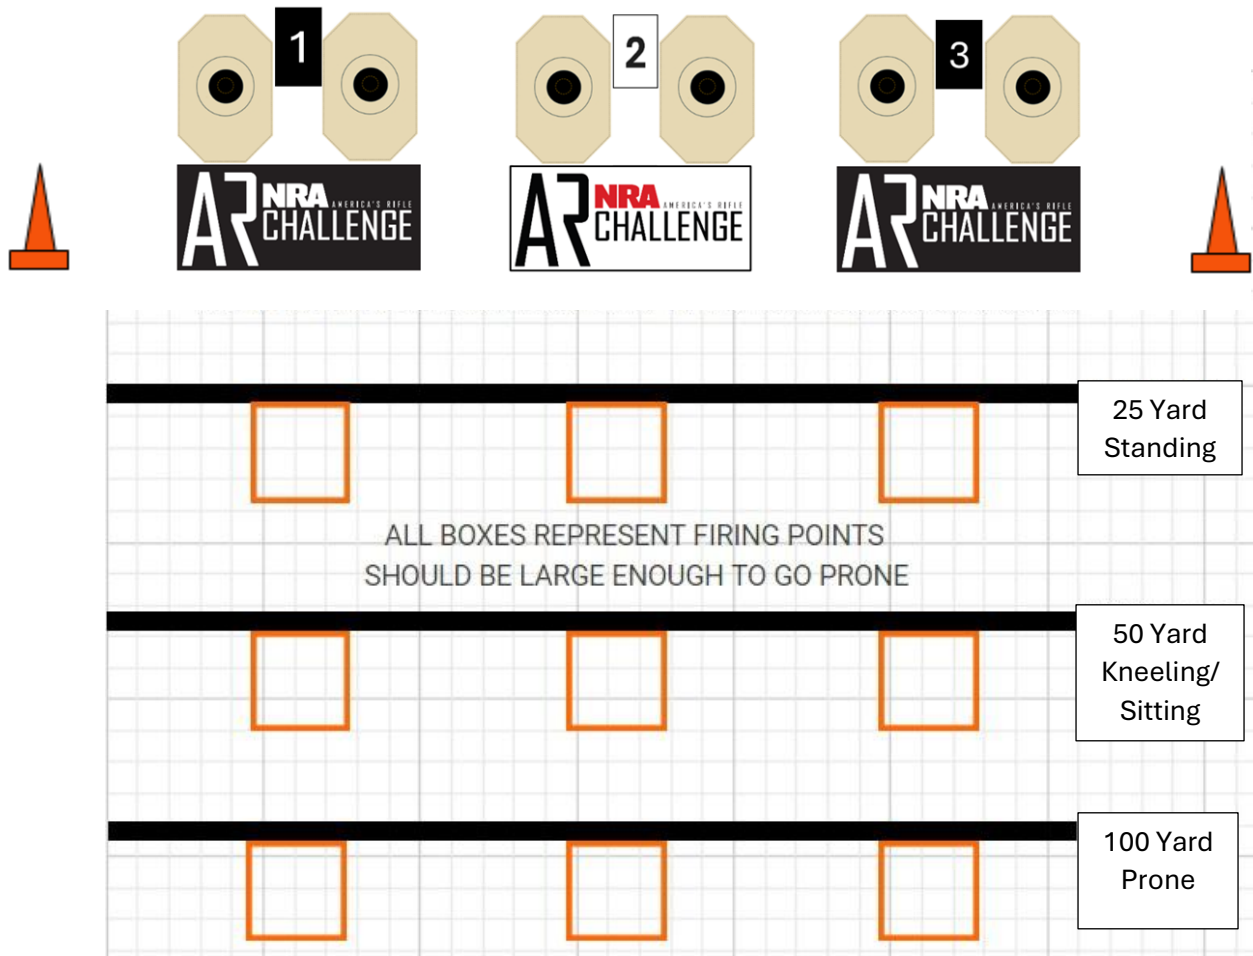 1
2
3
AR NRA AMERICA'S RIFLE CHALLENGE
AR NRA AMERICA'S RIFLE CHALLENGE
AR NRA AMERICA'S RIFLE CHALLENGE
25 Yard
Standing
ALL BOXES REPRESENT FIRING POINTS
SHOULD BE LARGE ENOUGH TO GO PRONE
50 Yard
Kneeling/
Sitting
100 Yard
Prone